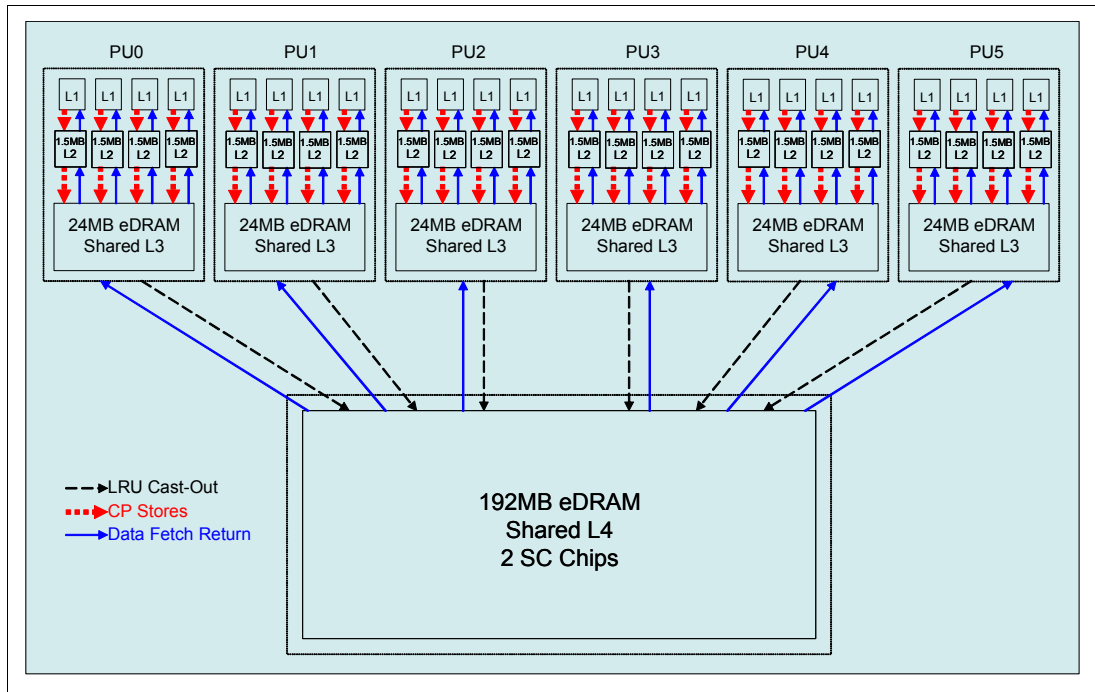 PU0 PU1 PU2 PU3 PU4 PU5
L1 L1 L1 L1 L1 L1 L1 L1 L1 L1 L1 L1 L1 L1 L1 L1 L1 L1 L1 L1 L1 L1 L1 L1
1.5MB 1.5MB 1.5MB 1.5MB 1.5MB 1.5MB 1.5MB 1.5MB 1.5MB 1.5MB 1.5MB 1.5MB 1.5MB 1.5MB 1.5MB 1.5MB 1.5MB 1.5MB 1.5MB 1.5MB 1.5MB 1.5MB 1.5MB 1.5MB
L2 L2 L2 L2 L2 L2 L2 L2 L2 L2 L2 L2 L2 L2 L2 L2 L2 L2 L2 L2 L2 L2 L2 L2
24MB eDRAM 24MB eDRAM 24MB eDRAM 24MB eDRAM 24MB eDRAM 24MB eDRAM
Shared L3 Shared L3 Shared L3 Shared L3 Shared L3 Shared L3
LRU Cast-Out
CP Stores
Data Fetch Return
192MB eDRAM
Shared L4
2 SC Chips